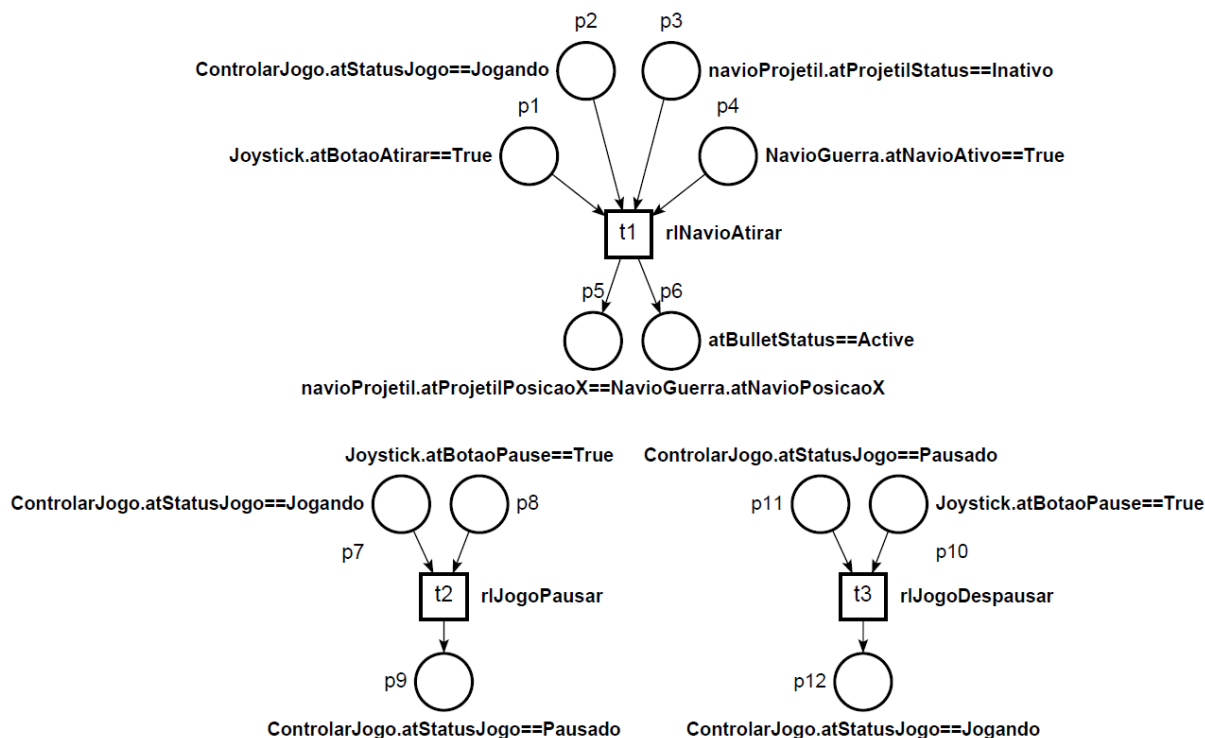 p2 p3
ControlarJogo.atStatusJogo==Jogando navioProjetil.atProjetilStatus==Inativo
p1 p4
Joystick.atBotaoAtirar==True NavioGuerra.atNavioAtivo==True
t1 rlNavioAtirar
p5 p6
atBulletStatus==Active
navioProjetil.atProjetilPosicaoX==NavioGuerra.atNavioPosicaoX
Joystick.atBotaoPause==True ControlarJogo.atStatusJogo==Pausado
ControlarJogo.atStatusJogo==Jogando p8 p11 Joystick.atBotaoPause==True
p7 p10
t2 rlJogoPausar t3 rlJogoDespausar
p9 p12
ControlarJogo.atStatusJogo==Pausado ControlarJogo.atStatusJogo==Jogando